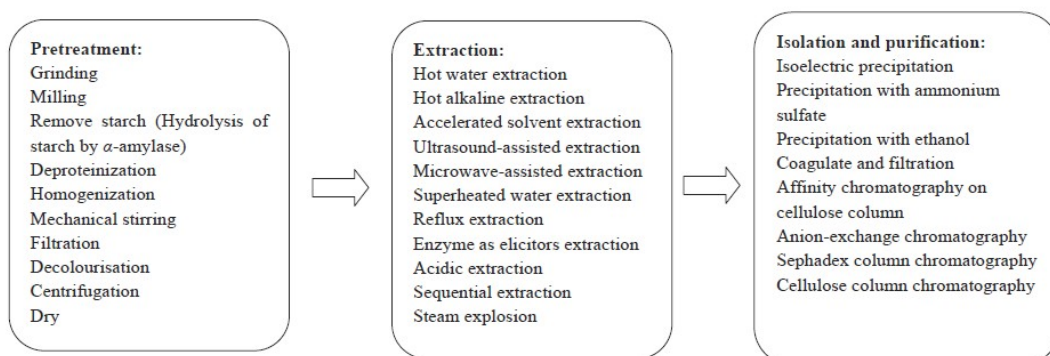 Pretreatment:
Grinding
Milling
Remove starch (Hydrolysis of
starch by α-amylase)
Deproteinization
Homogenization
Mechanical stirring
Filtration
Decolourisation
Centrifugation
Dry
Extraction:
Hot water extraction
Hot alkaline extraction
Accelerated solvent extraction
Ultrasound-assisted extraction
Microwave-assisted extraction
Superheated water extraction
Reflux extraction
Enzyme as elicitors extraction
Acidic extraction
Sequential extraction
Steam explosion
Isolation and purification:
Isoelectric precipitation
Precipitation with ammonium
sulfate
Precipitation with ethanol
Coagulate and filtration
Affinity chromatography on
cellulose column
Anion-exchange chromatography
Sephadex column chromatography
Cellulose column chromatography